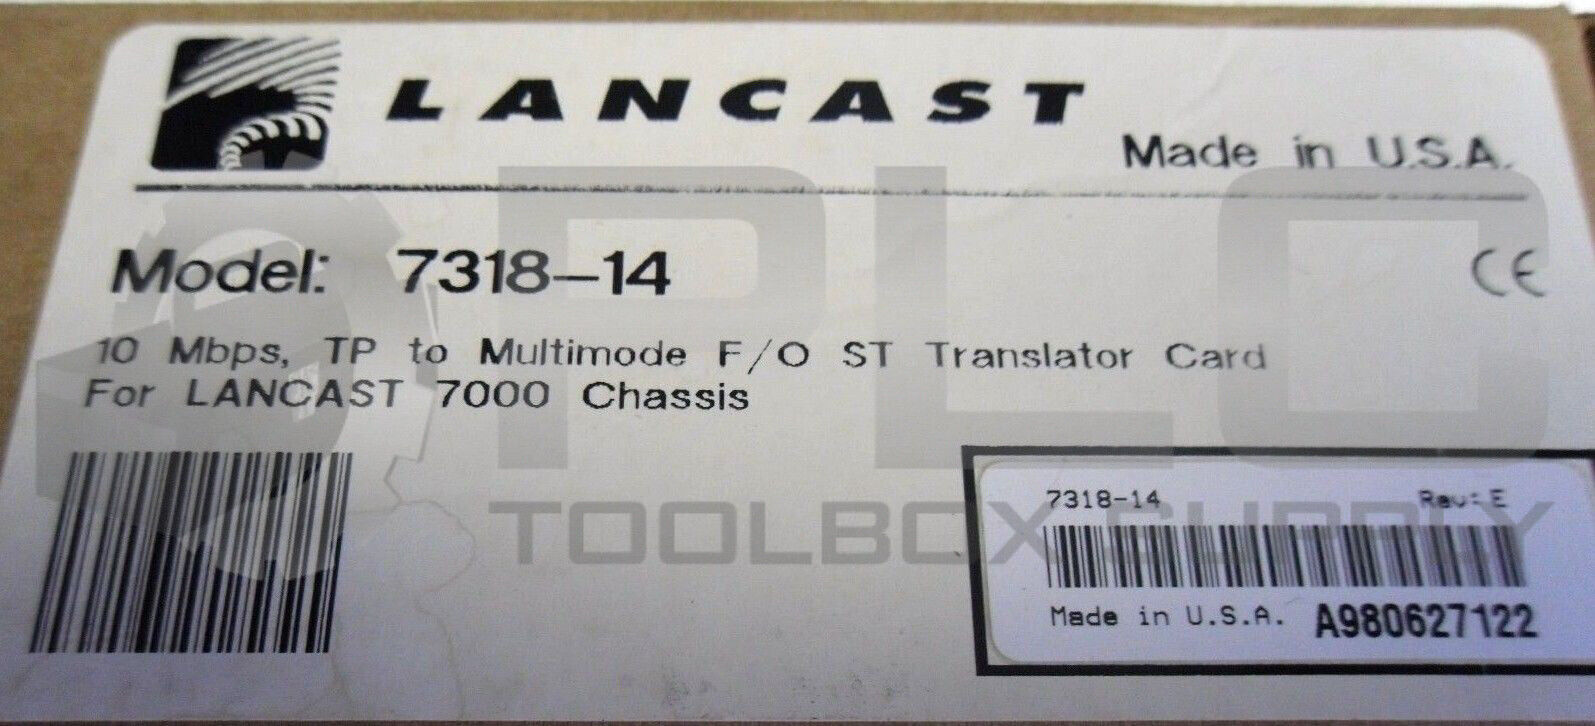 LANCAST
Made in U.S.A.
Model: 7318-14
CE
10 Mbps, TP to Multimode F/O ST Translator Card
For LANCAST 7000 Chassis
7318-14 Rev: E
Made in U.S.A. A980627122
PLC
TOOLBOX SUPPLY